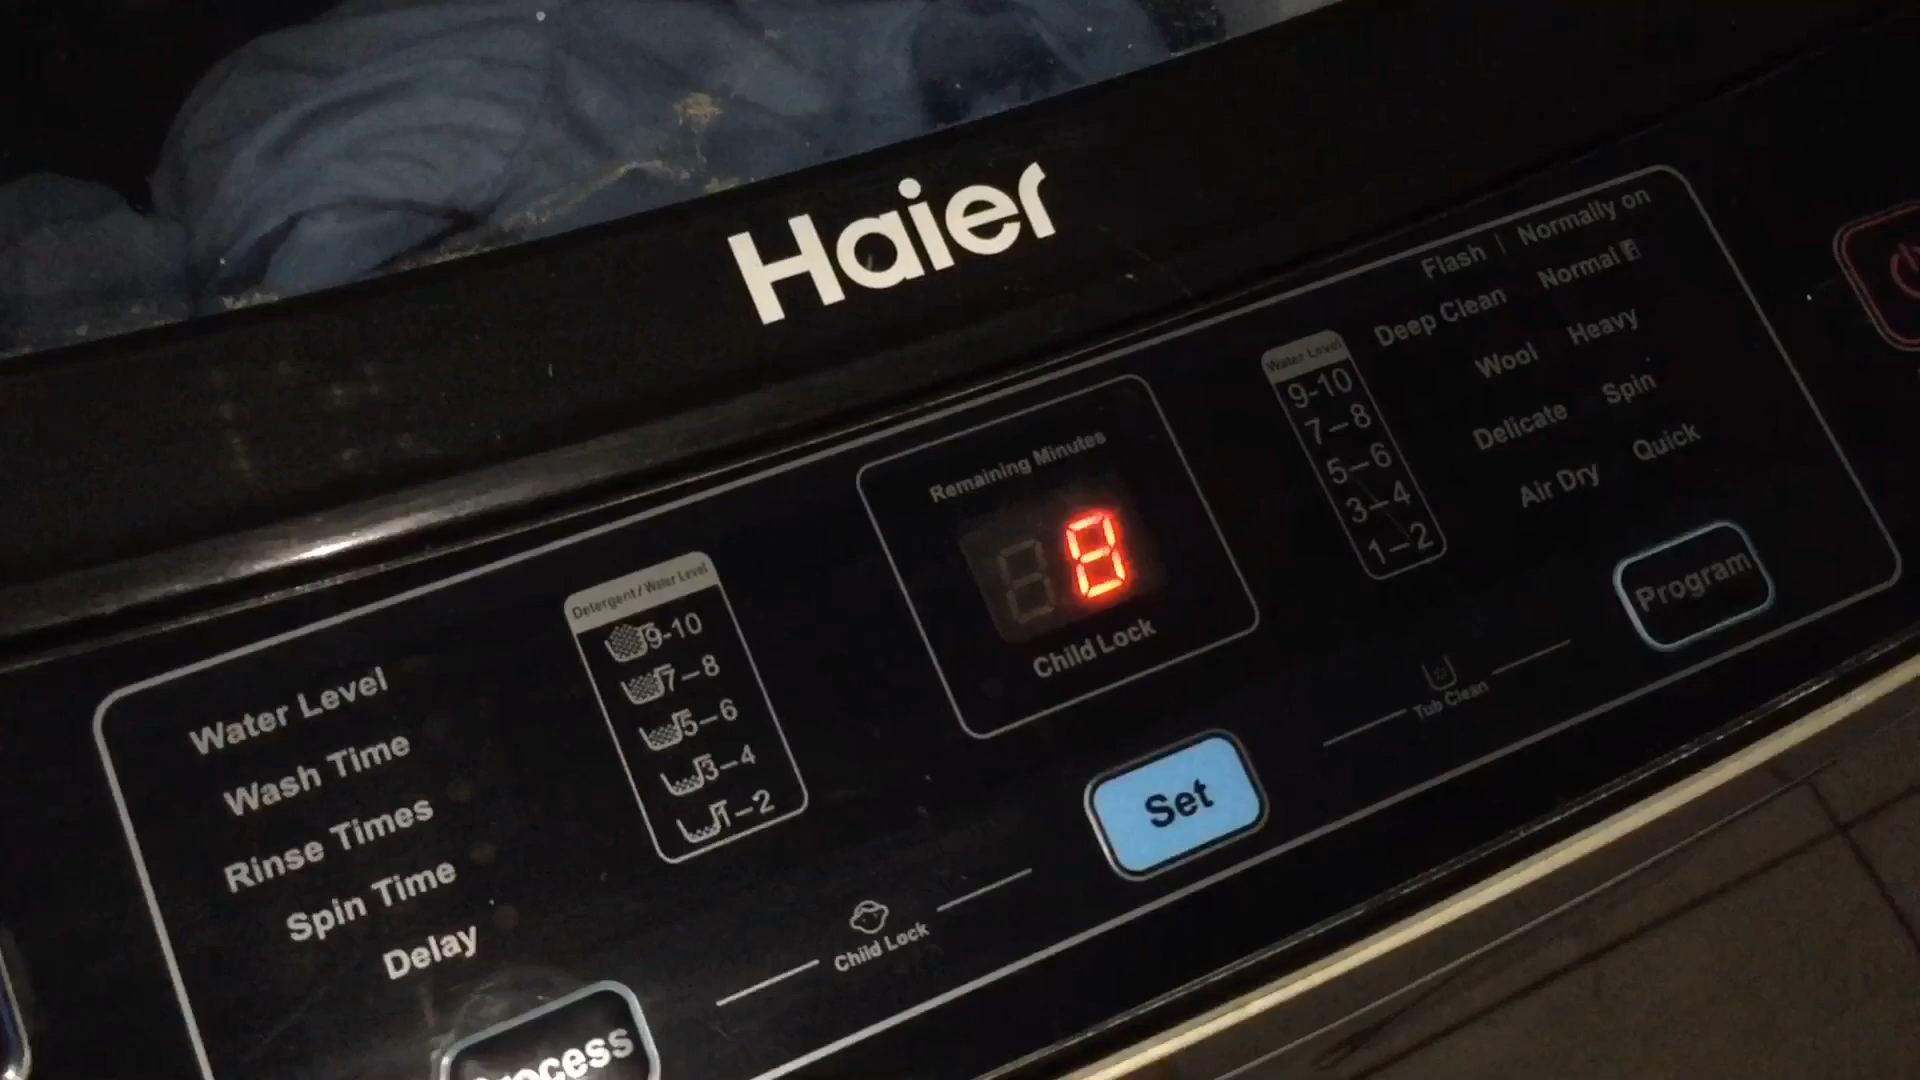 Haier
Flash | Normally on
Deep Clean Normal
Wool Heavy
Delicate Spin
Air Dry Quick
Water Level
9-10
7-8
5-6
3-4
1-2
Program
Tub Clean
Remaining Minutes
8
Child Lock
Set
Detergent/Water Level
9-10
7-8
5-6
3-4
1-2
Water Level
Wash Time
Rinse Times
Spin Time
Delay
Child Lock